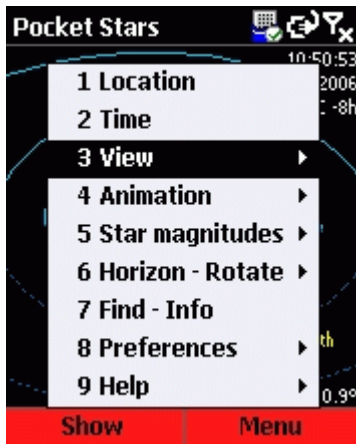 Pocket Stars
10:50:53
1 Location
2006
2 Time
-8h
3 View
4 Animation
5 Star magnitudes
6 Horizon - Rotate
7 Find - Info
8 Preferences
th
9 Help
0.9°
Show
Menu